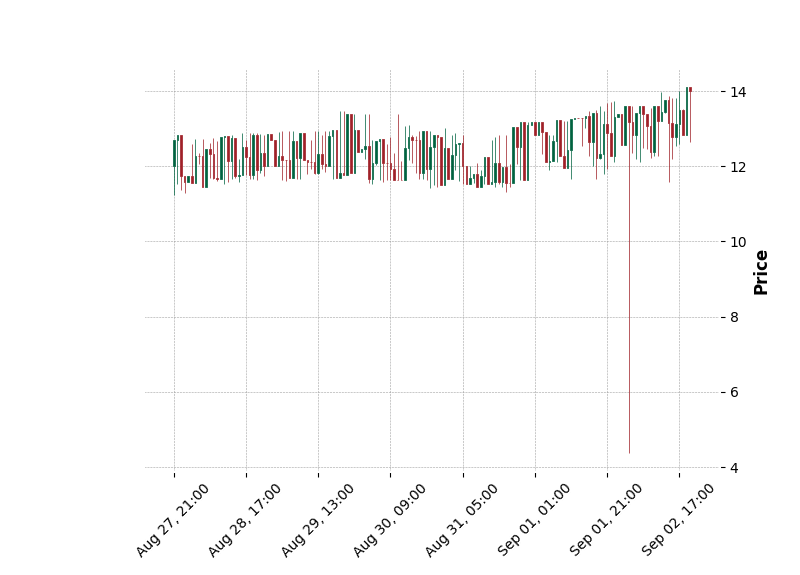 14
12
10
8
6
4
Price
Aug 27, 21:00
Aug 28, 17:00
Aug 29, 13:00
Aug 30, 09:00
Aug 31, 05:00
Sep 01, 01:00
Sep 01, 21:00
Sep 02, 17:00